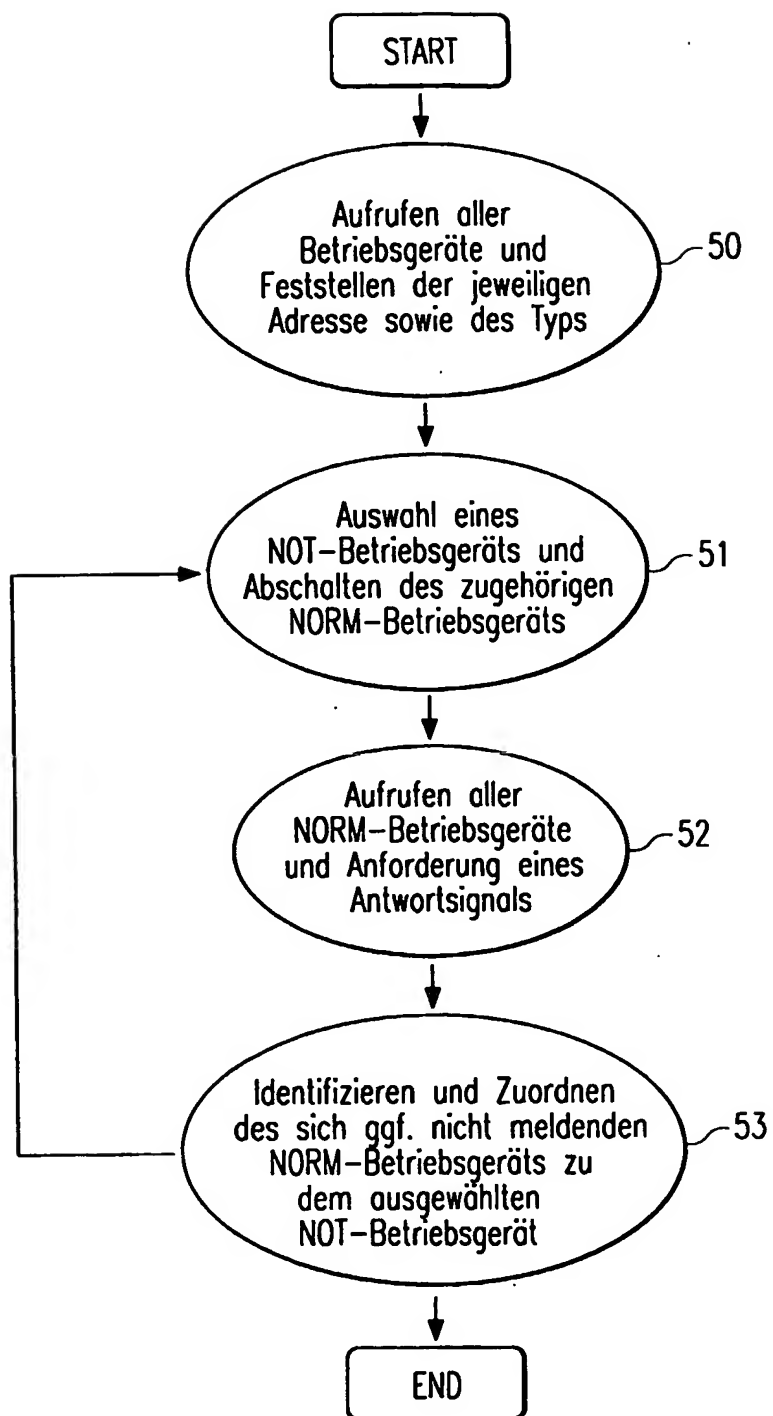 START
Aufrufen aller
Betriebsgeräte und
Feststellen der jeweiligen
Adresse sowie des Typs
50
Auswahl eines
NOT-Betriebsgeräts und
Abschalten des zugehörigen
NORM-Betriebsgeräts
51
Aufrufen aller
NORM-Betriebsgeräte
und Anforderung eines
Antwortsignals
52
Identifizieren und Zuordnen
des sich ggf. nicht meldenden
NORM-Betriebsgeräts zu
dem ausgewählten
NOT-Betriebsgerät
53
END